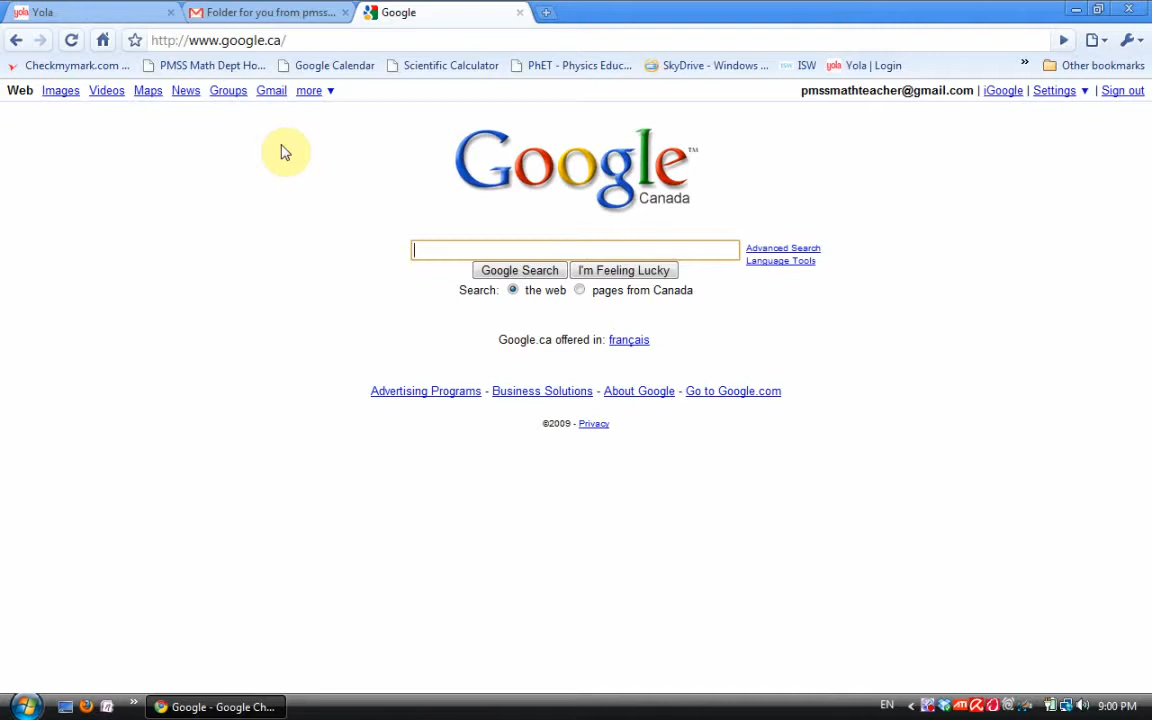 Yola Folder for you from pmss... Google
http://www.google.ca/
Checkmymark.com ... PMSS Math Dept Ho... Google Calendar Scientific Calculator PhET - Physics Educ... SkyDrive - Windows ... ISW ISW yola Yola | Login » Other bookmarks
Web Images Videos Maps News Groups Gmail more ▼ pmssmathteacher@gmail.com | iGoogle | Settings ▼ | Sign out
Google™
Canada
Advanced Search
Language Tools
Google Search I'm Feeling Lucky
Search: the web pages from Canada
Google.ca offered in: français
Advertising Programs - Business Solutions - About Google - Go to Google.com
©2009 - Privacy
» Google - Google Ch... EN 9:00 PM